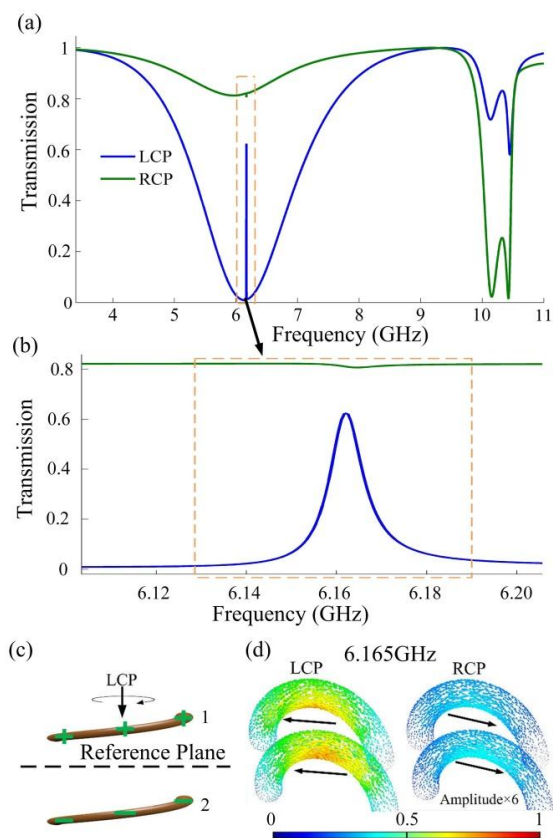 (a)
1
0.8
0.6
0.4
0.2
0
Transmission
LCP
RCP
4 5 6 7 8 9 10 11
Frequency (GHz)
(b)
0.8
0.6
0.4
0.2
0
Transmission
6.12 6.14 6.16 6.18 6.20
Frequency (GHz)
(c)
LCP
1
Reference Plane
2
(d)
6.165GHz
LCP RCP
Amplitude×6
0 0.5 1